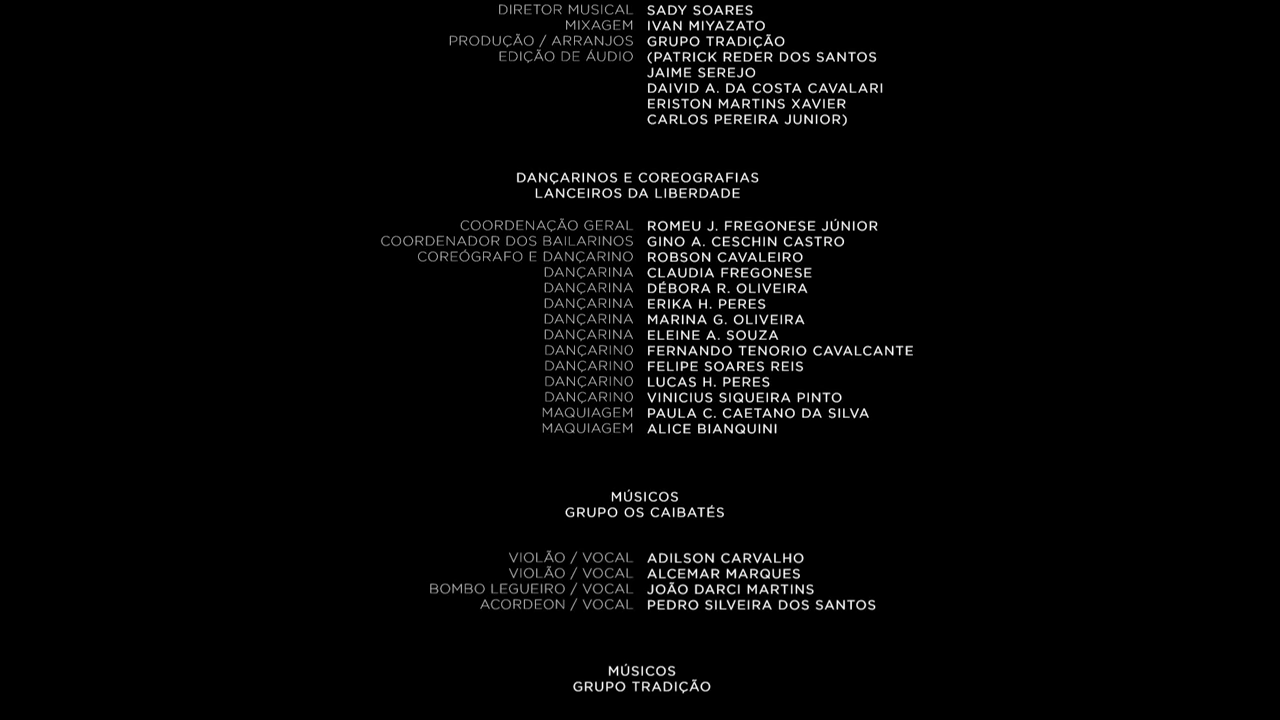 DIRETOR MUSICAL SADY SOARES
MIXAGEM IVAN MIYAZATO
PRODUÇÃO / ARRANJOS GRUPO TRADIÇÃO
EDIÇÃO DE ÁUDIO (PATRICK REDER DOS SANTOS
JAIME SEREJO
DAIVID A. DA COSTA CAVALARI
ERISTON MARTINS XAVIER
CARLOS PEREIRA JUNIOR)
DANÇARINOS E COREOGRAFIAS
LANCEIROS DA LIBERDADE
COORDENAÇÃO GERAL ROMEU J. FREGONESE JÚNIOR
COORDENADOR DOS BAILARINOS GINO A. CESCHIN CASTRO
COREÓGRAFO E DANÇARINO ROBSON CAVALEIRO
DANÇARINA CLAUDIA FREGONESE
DANÇARINA DÉBORA R. OLIVEIRA
DANÇARINA ERIKA H. PERES
DANÇARINA MARINA G. OLIVEIRA
DANÇARINA ELEINE A. SOUZA
DANÇARIN0 FERNANDO TENORIO CAVALCANTE
DANÇARIN0 FELIPE SOARES REIS
DANÇARIN0 LUCAS H. PERES
DANÇARIN0 VINICIUS SIQUEIRA PINTO
MAQUIAGEM PAULA C. CAETANO DA SILVA
MAQUIAGEM ALICE BIANQUINI
MÚSICOS
GRUPO OS CAIBATÉS
VIOLÃO / VOCAL ADILSON CARVALHO
VIOLÃO / VOCAL ALCEMAR MARQUES
BOMBO LEGUEIRO / VOCAL JOÃO DARCI MARTINS
ACORDEON / VOCAL PEDRO SILVEIRA DOS SANTOS
MÚSICOS
GRUPO TRADIÇÃO